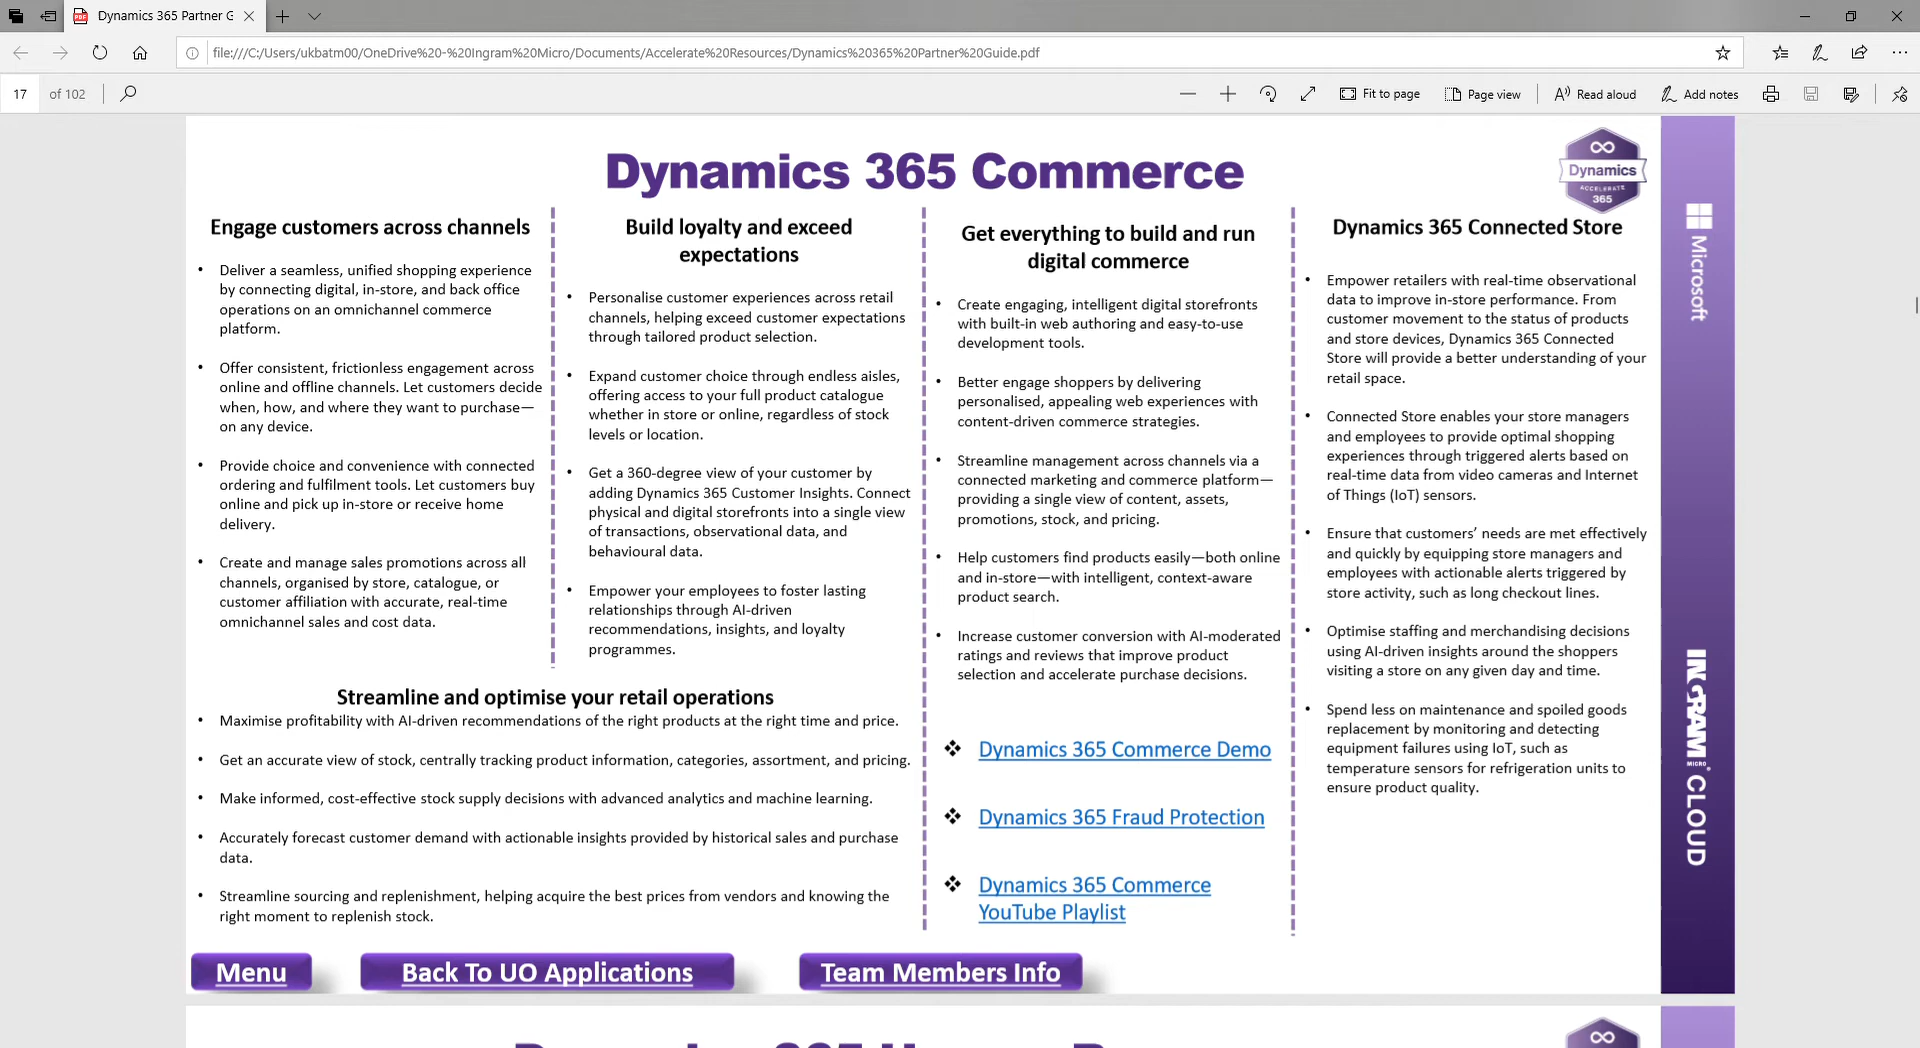 Dynamics 365 Partner G
file:///C:/Users/ukbatm00/OneDrive%20-%20Ingram%20Micro/Documents/Accelerate%20Resources/Dynamics%20365%20Partner%20Guide.pdf
17 of 102
Fit to page
Page view
Read aloud
Add notes
Dynamics 365 Commerce
Dynamics
ACCELERATE
365
Engage customers across channels
• Deliver a seamless, unified shopping experience
by connecting digital, in-store, and back office
operations on an omnichannel commerce
platform.
• Offer consistent, frictionless engagement across
online and offline channels. Let customers decide
when, how, and where they want to purchase—
on any device.
• Provide choice and convenience with connected
ordering and fulfilment tools. Let customers buy
online and pick up in-store or receive home
delivery.
• Create and manage sales promotions across all
channels, organised by store, catalogue, or
customer affiliation with accurate, real-time
omnichannel sales and cost data.
Build loyalty and exceed
expectations
• Personalise customer experiences across retail
channels, helping exceed customer expectations
through tailored product selection.
• Expand customer choice through endless aisles,
offering access to your full product catalogue
whether in store or online, regardless of stock
levels or location.
• Get a 360-degree view of your customer by
adding Dynamics 365 Customer Insights. Connect
physical and digital storefronts into a single view
of transactions, observational data, and
behavioural data.
• Empower your employees to foster lasting
relationships through AI-driven
recommendations, insights, and loyalty
programmes.
Streamline and optimise your retail operations
• Maximise profitability with AI-driven recommendations of the right products at the right time and price.
• Get an accurate view of stock, centrally tracking product information, categories, assortment, and pricing.
• Make informed, cost-effective stock supply decisions with advanced analytics and machine learning.
• Accurately forecast customer demand with actionable insights provided by historical sales and purchase
data.
• Streamline sourcing and replenishment, helping acquire the best prices from vendors and knowing the
right moment to replenish stock.
Get everything to build and run
digital commerce
• Create engaging, intelligent digital storefronts
with built-in web authoring and easy-to-use
development tools.
• Better engage shoppers by delivering
personalised, appealing web experiences with
content-driven commerce strategies.
• Streamline management across channels via a
connected marketing and commerce platform—
providing a single view of content, assets,
promotions, stock, and pricing.
• Help customers find products easily—both online
and in-store—with intelligent, context-aware
product search.
• Increase customer conversion with AI-moderated
ratings and reviews that improve product
selection and accelerate purchase decisions.
❖ Dynamics 365 Commerce Demo
❖ Dynamics 365 Fraud Protection
❖ Dynamics 365 Commerce
YouTube Playlist
Dynamics 365 Connected Store
• Empower retailers with real-time observational
data to improve in-store performance. From
customer movement to the status of products
and store devices, Dynamics 365 Connected
Store will provide a better understanding of your
retail space.
• Connected Store enables your store managers
and employees to provide optimal shopping
experiences through triggered alerts based on
real-time data from video cameras and Internet
of Things (IoT) sensors.
• Ensure that customers’ needs are met effectively
and quickly by equipping store managers and
employees with actionable alerts triggered by
store activity, such as long checkout lines.
• Optimise staffing and merchandising decisions
using AI-driven insights around the shoppers
visiting a store on any given day and time.
• Spend less on maintenance and spoiled goods
replacement by monitoring and detecting
equipment failures using IoT, such as
temperature sensors for refrigeration units to
ensure product quality.
Microsoft
INGRAM MICRO CLOUD
Menu
Back To UO Applications
Team Members Info